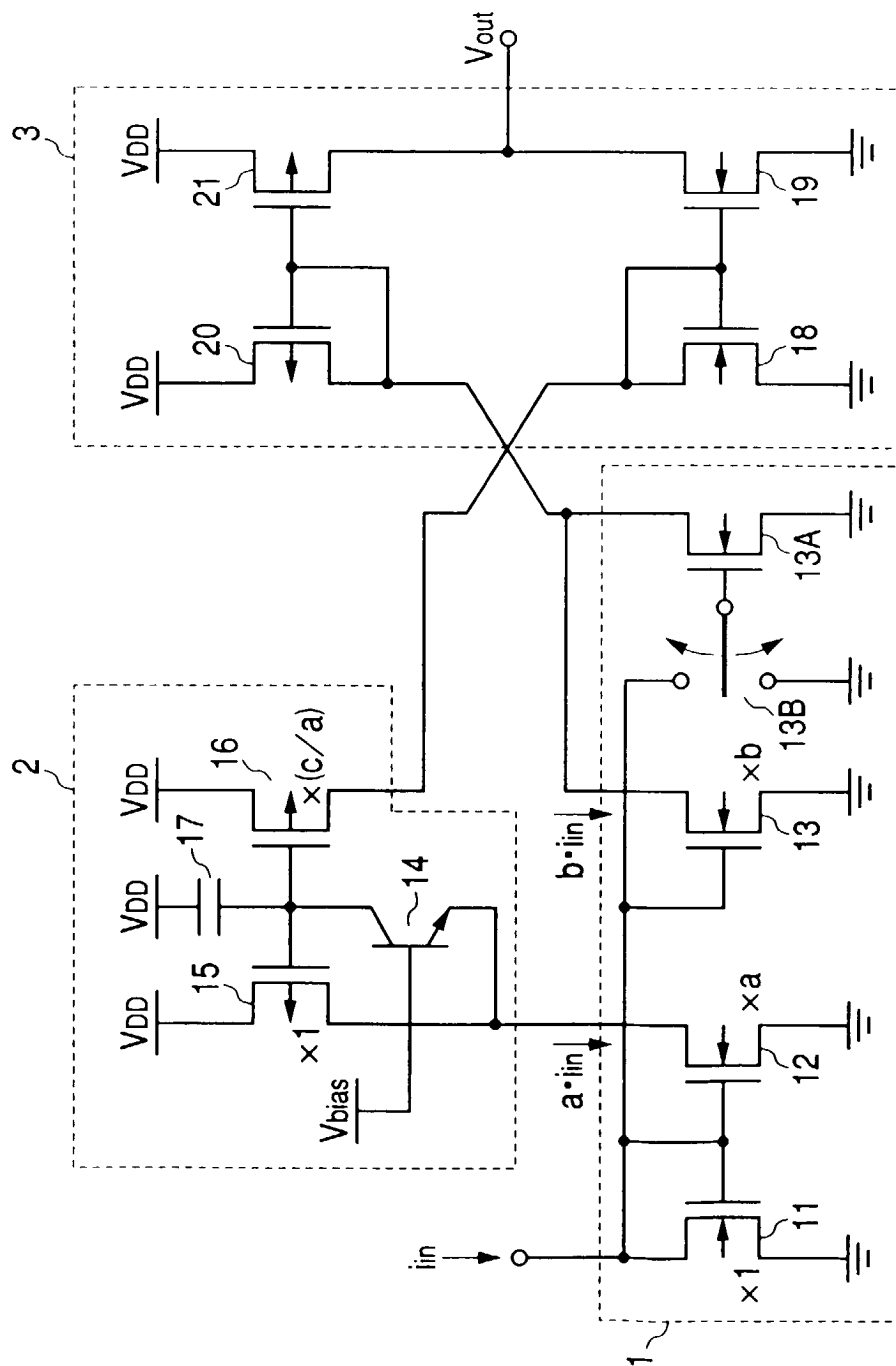 3
VDD
VDD
20
21
Vout
18
19
2
VDD
VDD
VDD
15
17
16
×1
×(c/a)
Vbias
14
iin
a•iin
b•iin
×1
11
12
×a
13
×b
13B
13A
1